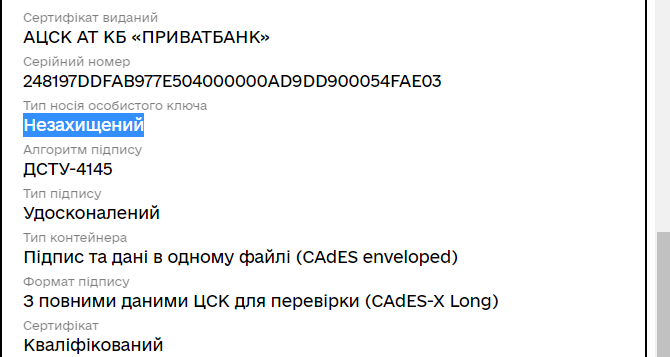 Сертифікат виданий
АЦСК АТ КБ «ПРИВАТБАНК»
Серійний номер
248197DDFAB977E504000000AD9DD900054FAE03
Тип носія особистого ключа
Незахищений
Алгоритм підпису
ДСТУ-4145
Тип підпису
Удосконалений
Тип контейнера
Підпис та дані в одному файлі (CAdES enveloped)
Формат підпису
З повними даними ЦСК для перевірки (CAdES-X Long)
Сертифікат
Кваліфікований